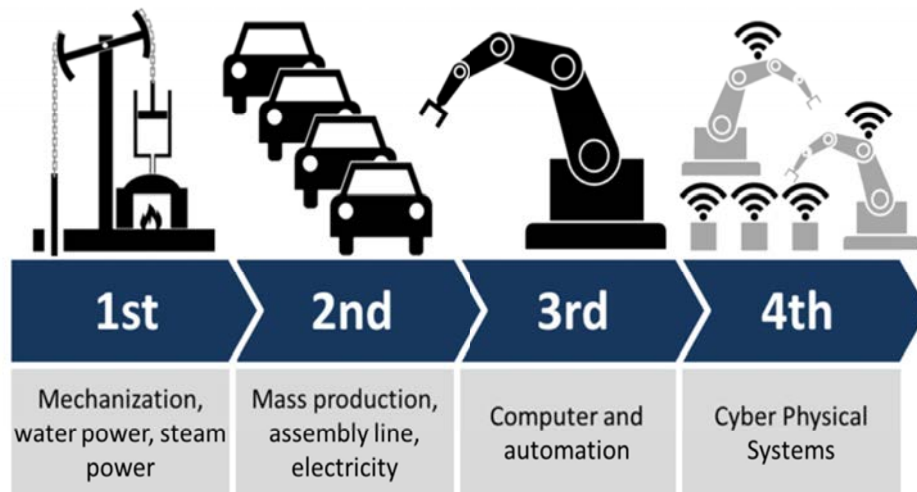 1st
2nd
3rd
4th
Mechanization,
water power, steam
power
Mass production,
assembly line,
electricity
Computer and
automation
Cyber Physical
Systems